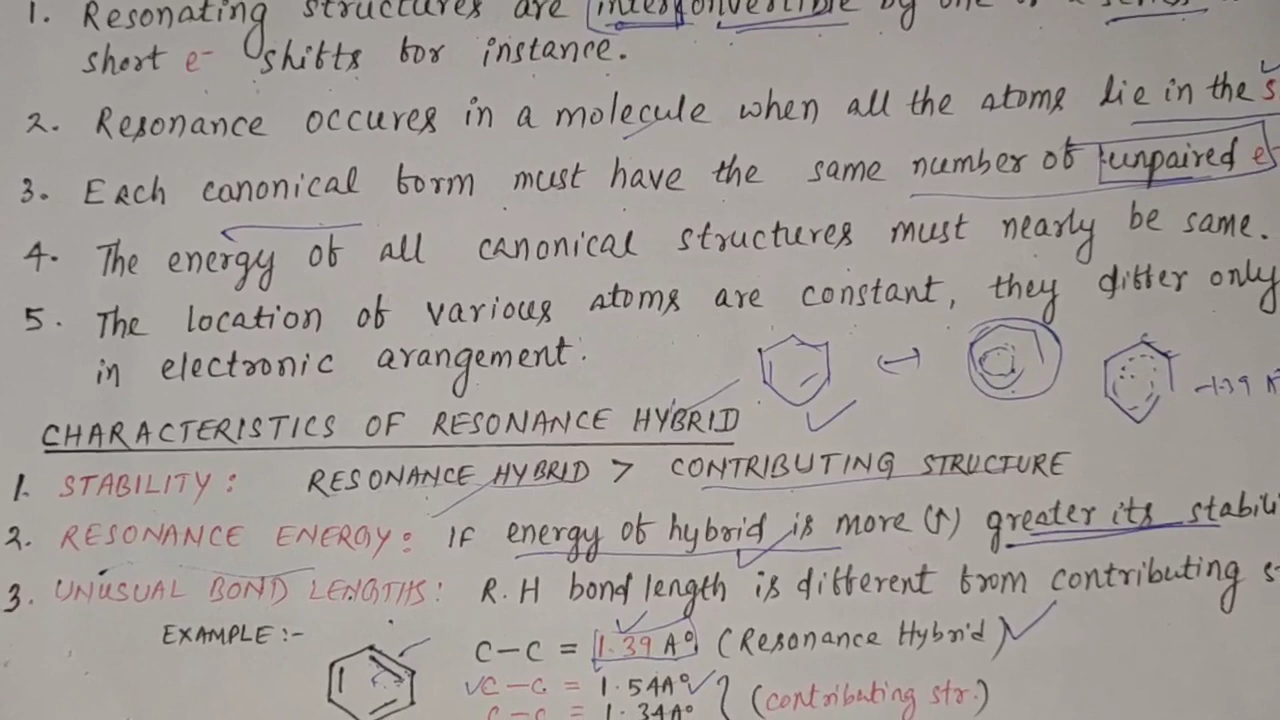 1. Resonating structures are interconvertible by one
short e- shifts for instance.
2. Resonance occures in a molecule when all the atoms lie in the s
3. Each canonical form must have the same number of unpaired e-
4. The energy of all canonical structures must nearly be same.
5. The location of various atoms are constant, they differ only
in electronic arangement.
1.39 A
CHARACTERISTICS OF RESONANCE HYBRID
1. STABILITY : RESONANCE HYBRID > CONTRIBUTING STRUCTURE
2. RESONANCE ENERGY: IF energy of hybrid is more (↑) greater its stabili
3. UNUSUAL BOND LENGTHS: R.H bond length is different from contributing s
EXAMPLE :-
C-C = 1.39 A° (Resonance Hybrid)
C-C = 1.54A° (contributing str.)
C-C = 1.34A°